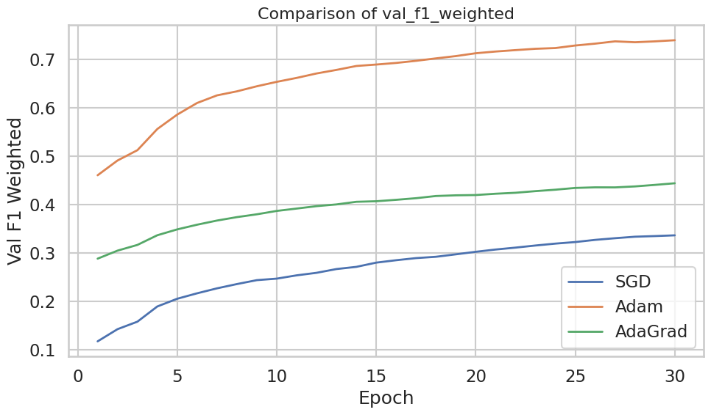 Comparison of val_f1_weighted
Val F1 Weighted
0.7
0.6
0.5
0.4
0.3
0.2
0.1
0 5 10 15 20 25 30
Epoch
SGD
Adam
AdaGrad